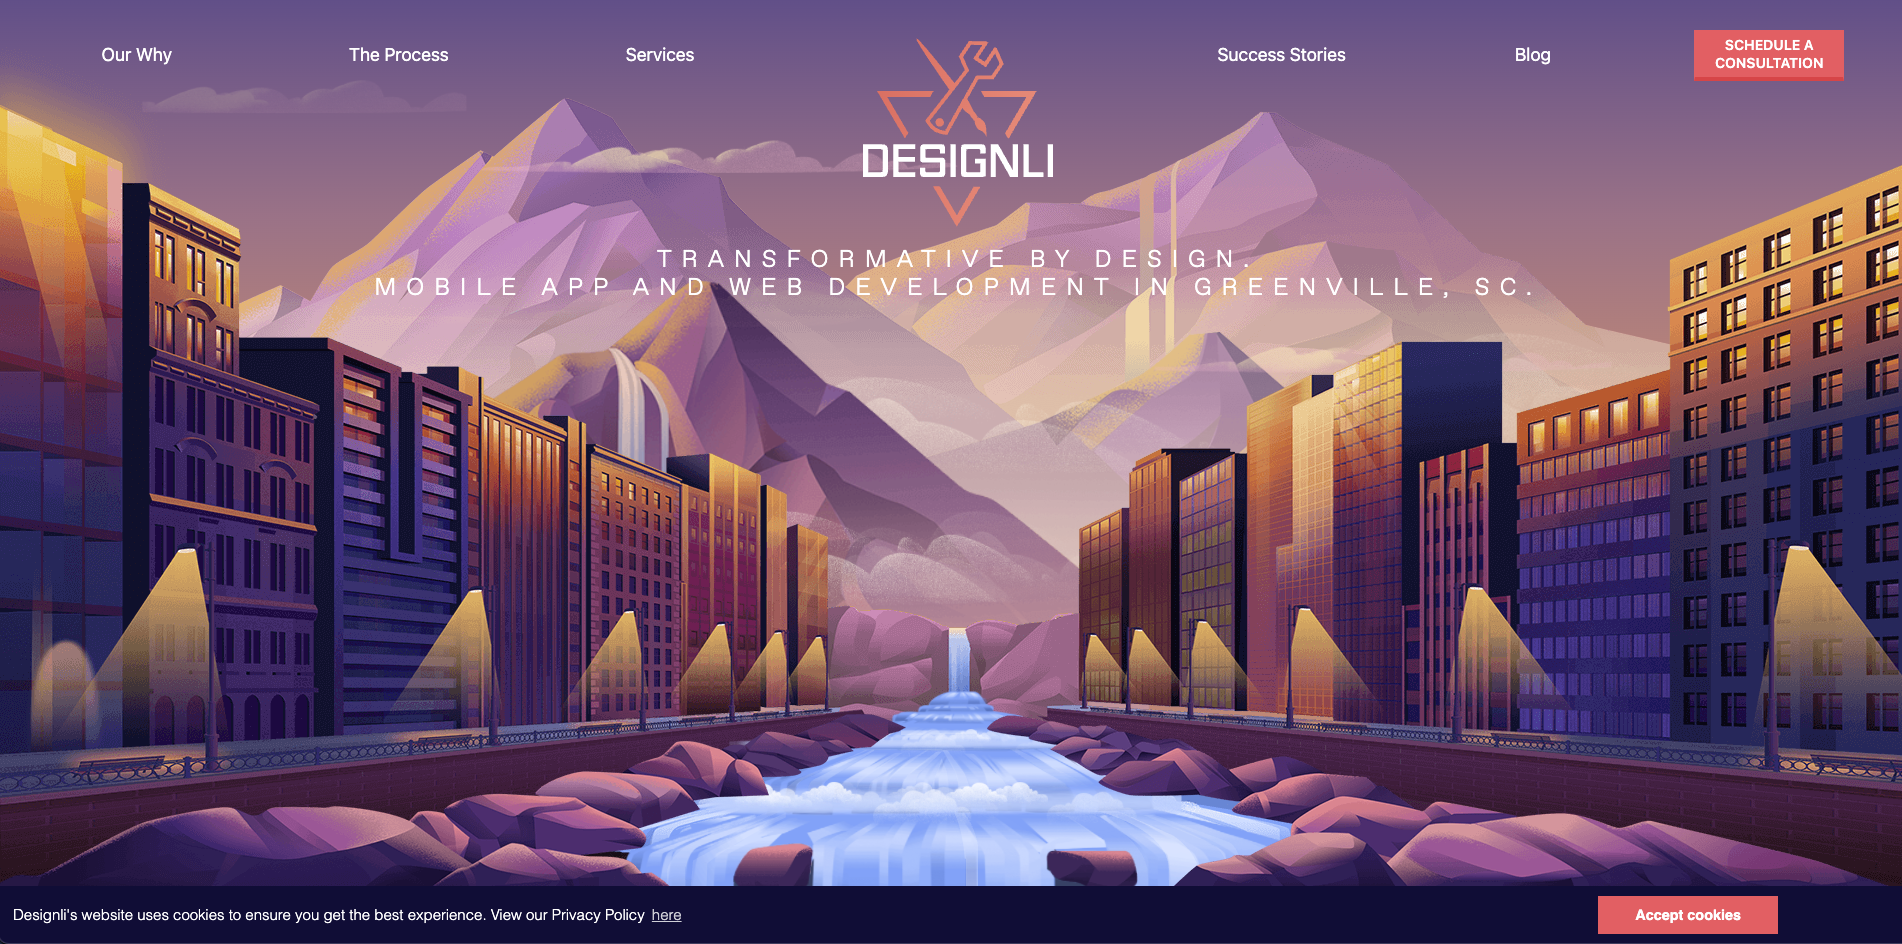 Our Why
The Process
Services
Success Stories
Blog
SCHEDULE A
CONSULTATION
DESIGNLI
TRANSFORMATIVE BY DESIGN.
MOBILE APP AND WEB DEVELOPMENT IN GREENVILLE, SC.
Designli's website uses cookies to ensure you get the best experience. View our Privacy Policy here
Accept cookies